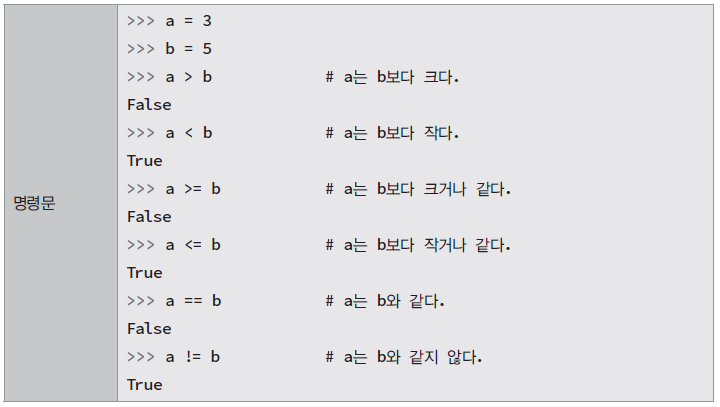 명령문
>>> a = 3
>>> b = 5
>>> a > b # a는 b보다 크다.
False
>>> a < b # a는 b보다 작다.
True
>>> a >= b # a는 b보다 크거나 같다.
False
>>> a <= b # a는 b보다 작거나 같다.
True
>>> a == b # a는 b와 같다.
False
>>> a != b # a는 b와 같지 않다.
True